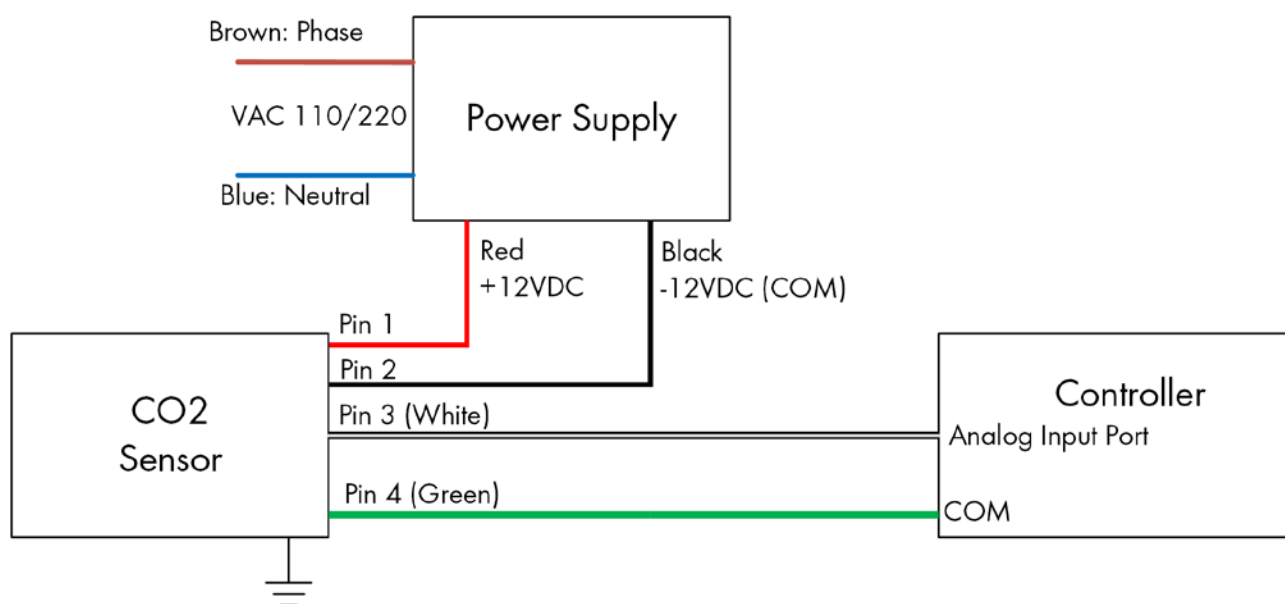 Brown: Phase
VAC 110/220
Blue: Neutral
Power Supply
Red
+12VDC
Black
-12VDC (COM)
Pin 1
Pin 2
Pin 3 (White)
Pin 4 (Green)
CO2
Sensor
Controller
Analog Input Port
COM